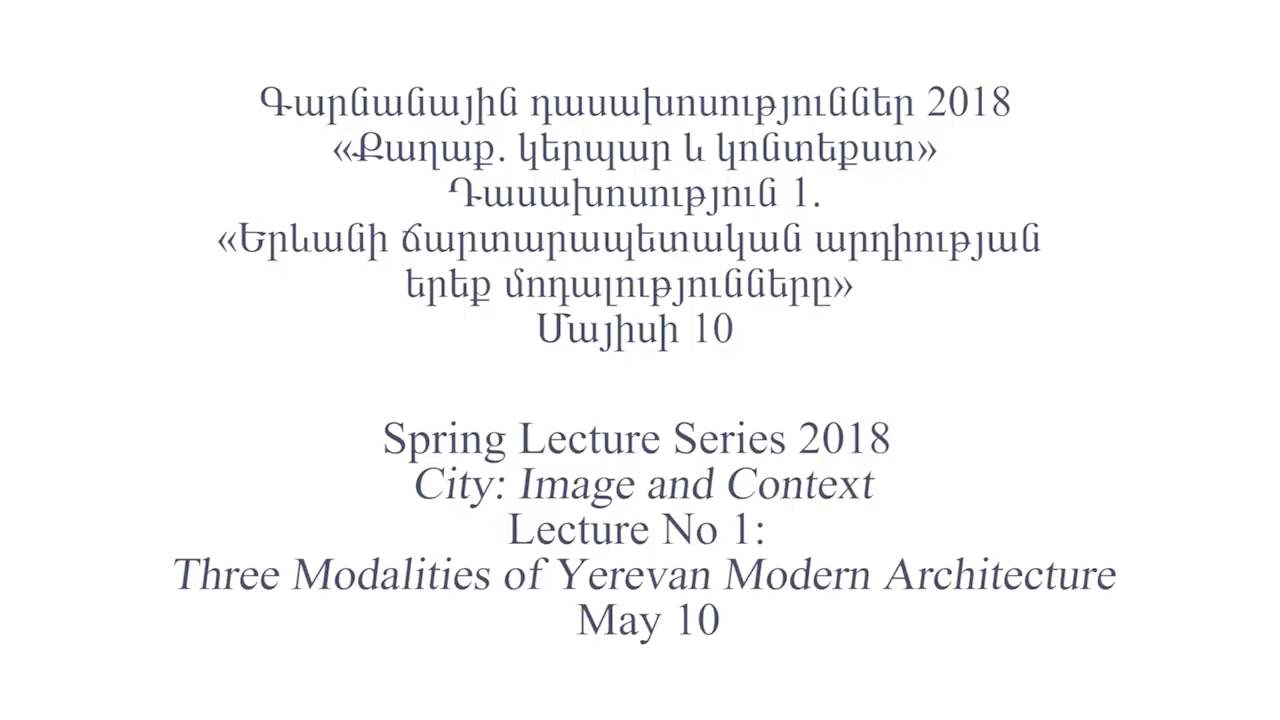 Գարնանային դասախոսություններ 2018
«Քաղաք. կերպար և կոնտեքստ»
Դասախոսություն 1.
«Երևանի ճարտարապետական արդիության
երեք մոդալությունները»
Մայիսի 10
Spring Lecture Series 2018
City: Image and Context
Lecture No 1:
Three Modalities of Yerevan Modern Architecture
May 10